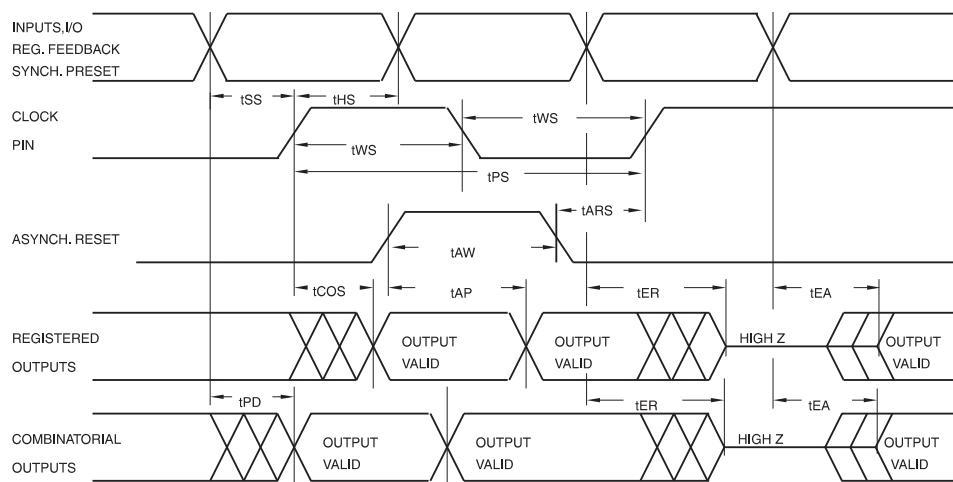 INPUTS,I/O
REG. FEEDBACK
SYNCH. PRESET
tSS
tHS
CLOCK
PIN
tWS
tWS
tPS
ASYNCH. RESET
tARS
tAW
tCOS
tAP
tER
tEA
REGISTERED
OUTPUTS
OUTPUT
VALID
OUTPUT
VALID
HIGH Z
OUTPUT
VALID
tPD
tER
tEA
COMBINATORIAL
OUTPUTS
OUTPUT
VALID
OUTPUT
VALID
HIGH Z
OUTPUT
VALID